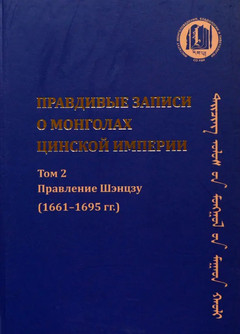 ПРАВДИВЫЕ ЗАПИСИ
О МОНГОЛАХ
ЦИНСКОЙ ИМПЕРИИ
Том 2
Правление Шэнцзу
(1661–1695 гг.)